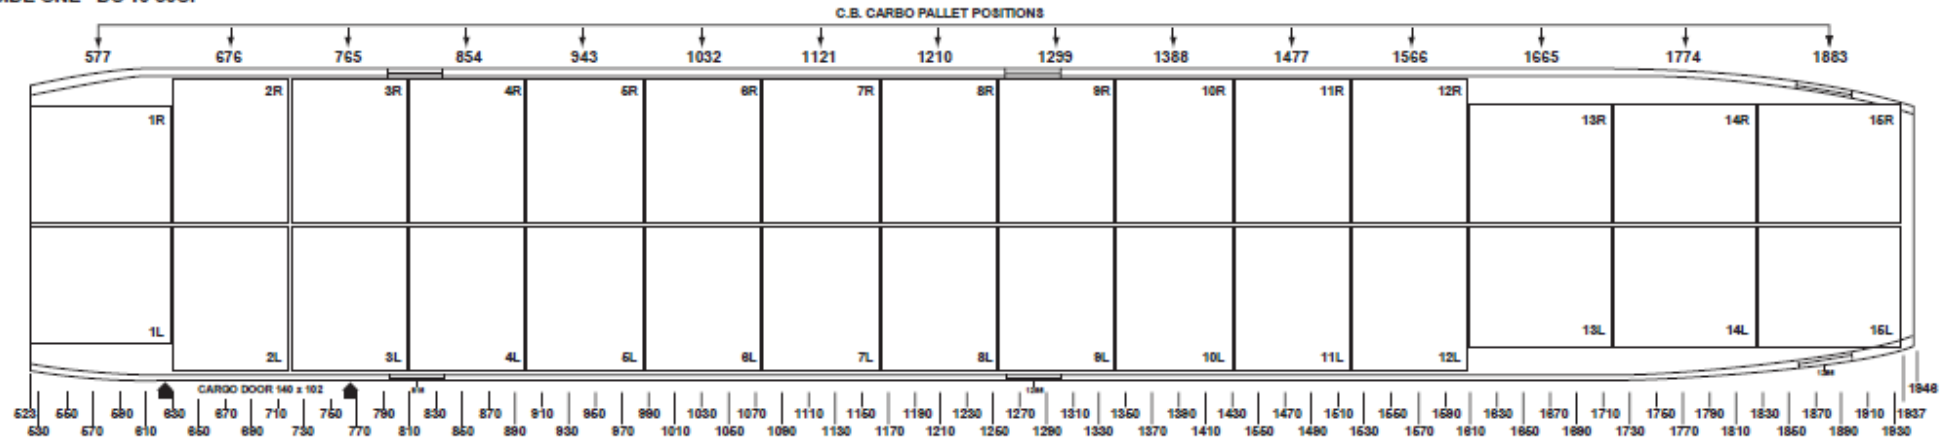 C.B. CARBO PALLET POSITIONS
577 676 765 854 943 1032 1121 1210 1299 1388 1477 1566 1665 1774 1883
2R 3R 4R 5R 6R 7R 8R 9R 10R 11R 12R
1R 13R 14R 15R
1L 13L 14L 15L
2L 3L 4L 5L 6L 7L 8L 9L 10L 11L 12L
CARGO DOOR 140 x 102
1946
523 550 590 630 670 710 750 790 830 870 910 950 990 1030 1070 1110 1150 1190 1230 1270 1310 1350 1390 1430 1470 1510 1550 1590 1630 1670 1710 1750 1790 1830 1870 1910 1937
530 570 610 650 690 730 770 810 850 890 930 970 1010 1050 1090 1130 1170 1210 1250 1290 1330 1370 1410 1450 1490 1530 1570 1610 1650 1690 1730 1770 1810 1850 1890 1930